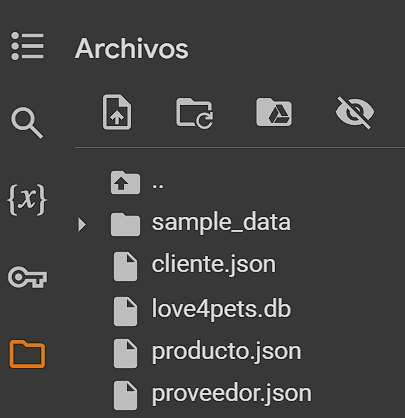 Archivos
{x}
..
sample_data
cliente.json
love4pets.db
producto.json
proveedor.json